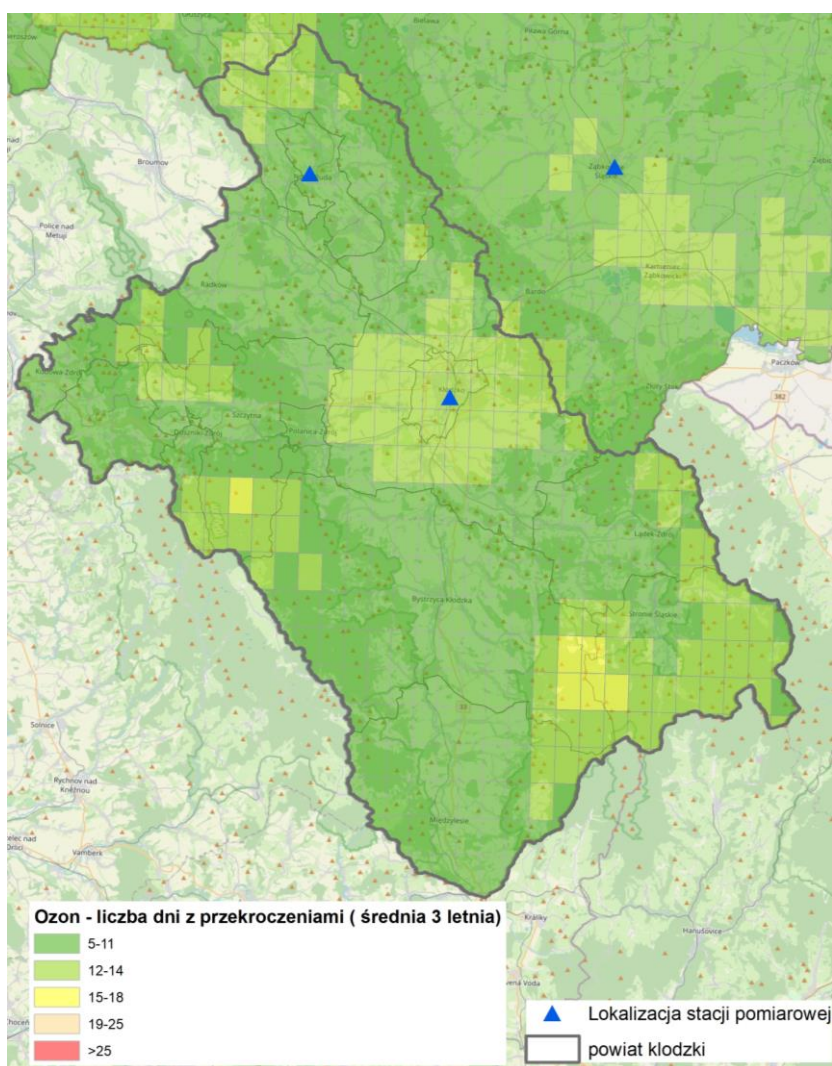 Bielawa
Piława Górna
Broumov
Police nad
Metují
Ząbkowice
Śląskie
Radków
Bardo
Kamieniec
Ząbkowicki
Paczków
382
Złoty Stok
Kudowa-Zdrój
Szczytna
Duszniki-Zdrój
Polanica-Zdrój
Kłodzko
Lądek-Zdrój
Bystrzyca Kłodzka
Stronie Śląskie
33
Solnice
Rychnov nad
Kněžnou
Vamberk
Międzylesie
Králíky
Hanušovice
Ozon - liczba dni z przekroczeniami ( średnia 3 letnia)
5-11
12-14
15-18
19-25
>25
Lokalizacja stacji pomiarowej
powiat klodzki